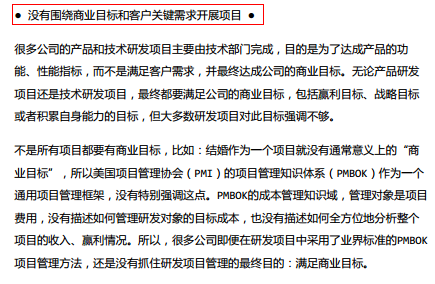 ● 没有围绕商业目标和客户关键需求开展项目 ●
很多公司的产品和技术研发项目主要由技术部门完成，目的是为了达成产品的功
能、性能指标，而不是满足客户需求，并最终达成公司的商业目标。无论产品研发
项目还是技术研发项目，最终都要满足公司的商业目标，包括赢利目标、战略目标
或者积累自身能力的目标，但大多数研发项目对此目标强调不够。
不是所有项目都要有商业目标，比如：结婚作为一个项目就没有通常意义上的“商
业目标”，所以美国项目管理协会（PMI）的项目管理知识体系（PMBOK）作为一个
通用项目管理框架，没有特别强调这点。PMBOK的成本管理知识域，管理对象是项目
费用，没有描述如何管理研发对象的目标成本，也没有描述如何全方位地分析整个
项目的收入、赢利情况。所以，很多公司即便在研发项目中采用了业界标准的PMBOK
项目管理方法，还是没有抓住研发项目管理的最终目的：满足商业目标。